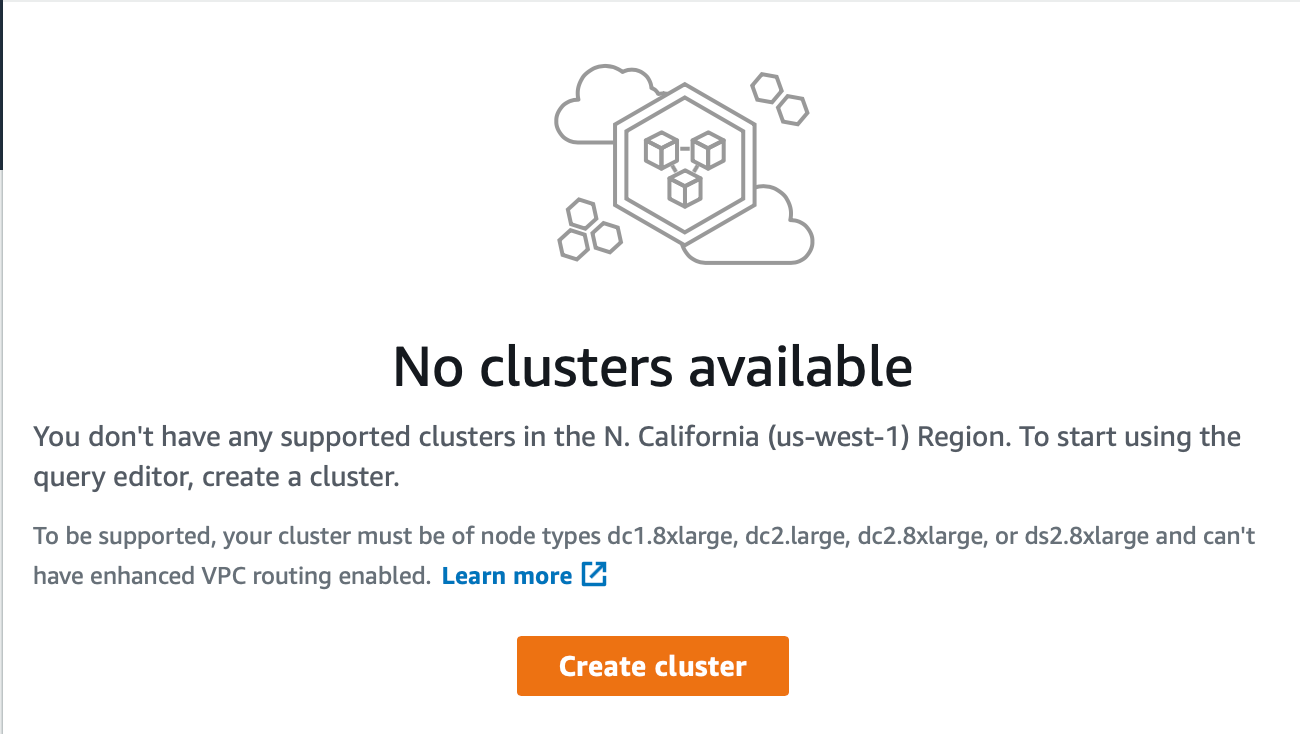 No clusters available
You don't have any supported clusters in the N. California (us-west-1) Region. To start using the
query editor, create a cluster.
To be supported, your cluster must be of node types dc1.8xlarge, dc2.large, dc2.8xlarge, or ds2.8xlarge and can't
have enhanced VPC routing enabled. Learn more
Create cluster